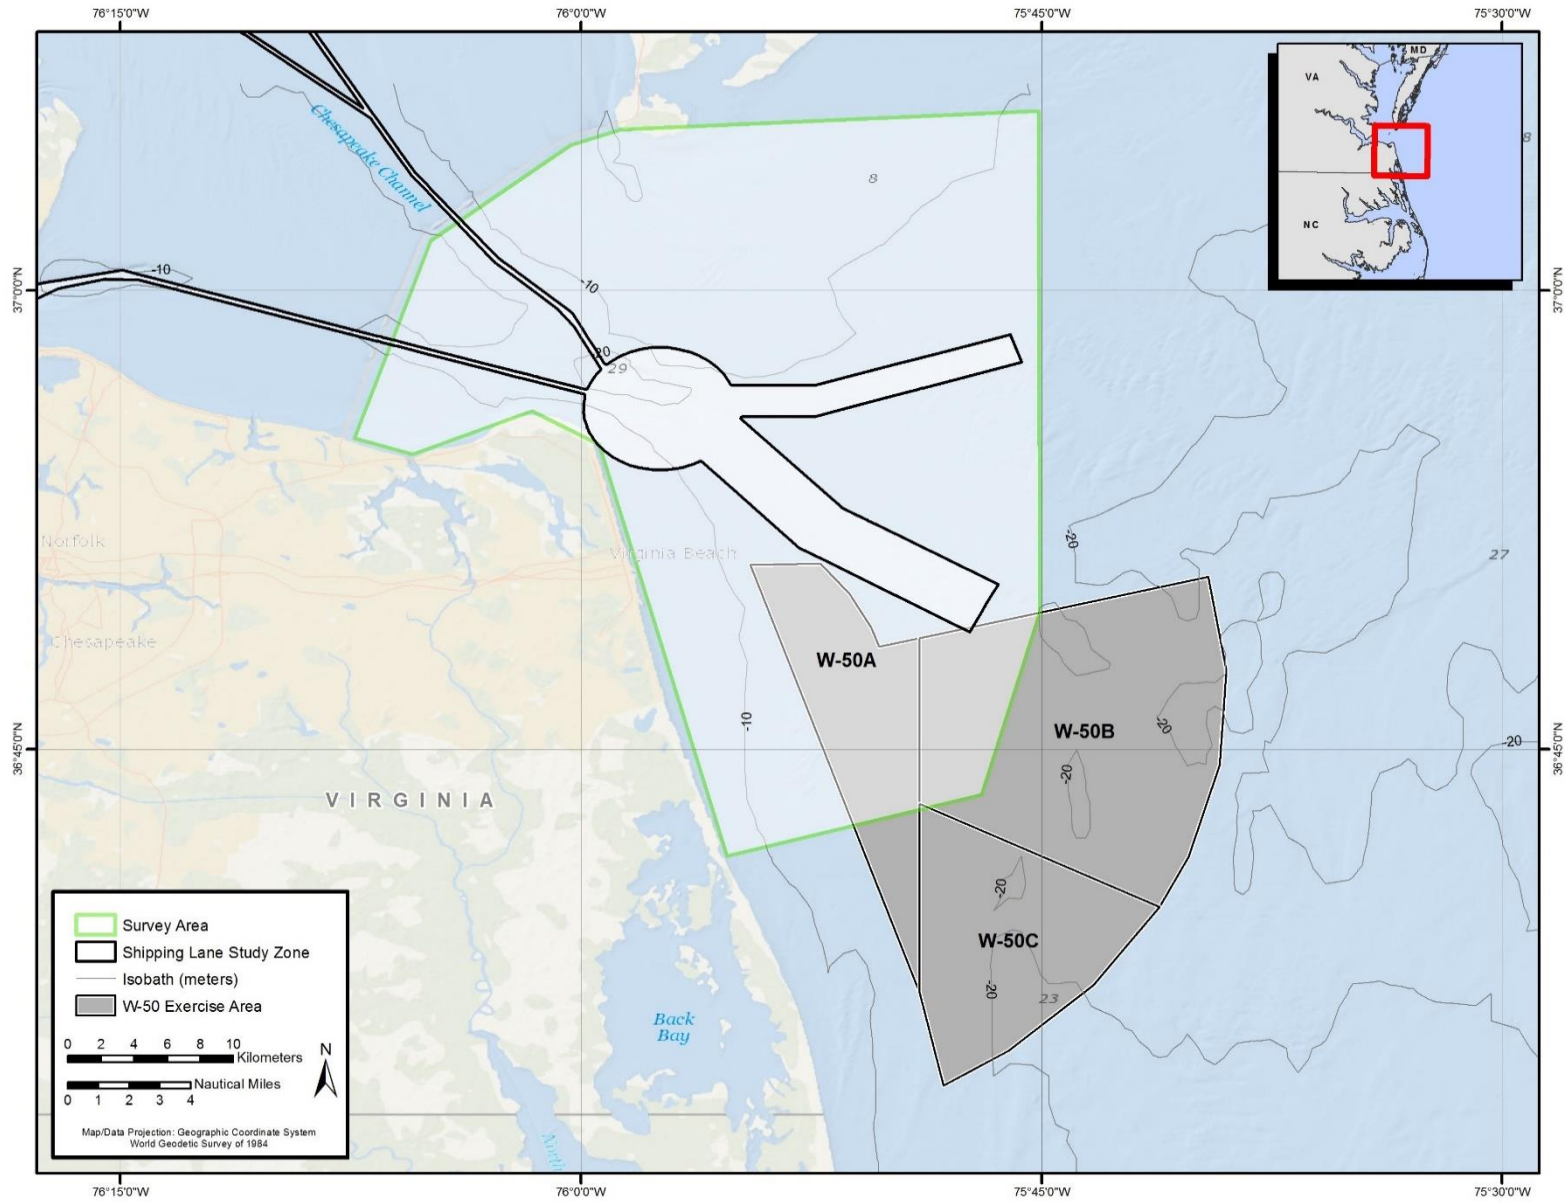 76°15'0"W
76°0'0"W
75°45'0"W
75°30'0"W
MD
VA
NC
8
Chesapeake Channel
8
-10
-10
37°0'0"N
37°0'0"N
-20
29
-20
27
Norfolk
Virginia Beach
Chesapeake
W-50A
-10
W-50B
-20
-20
-20
36°45'0"N
36°45'0"N
VIRGINIA
-20
W-50C
-20
23
Back
Bay
Survey Area
Shipping Lane Study Zone
Isobath (meters)
W-50 Exercise Area
0 2 4 6 8 10
Kilometers
N
Nautical Miles
0 1 2 3 4
Map/Data Projection: Geographic Coordinate System
World Geodetic Survey of 1984
76°15'0"W
76°0'0"W
75°45'0"W
75°30'0"W